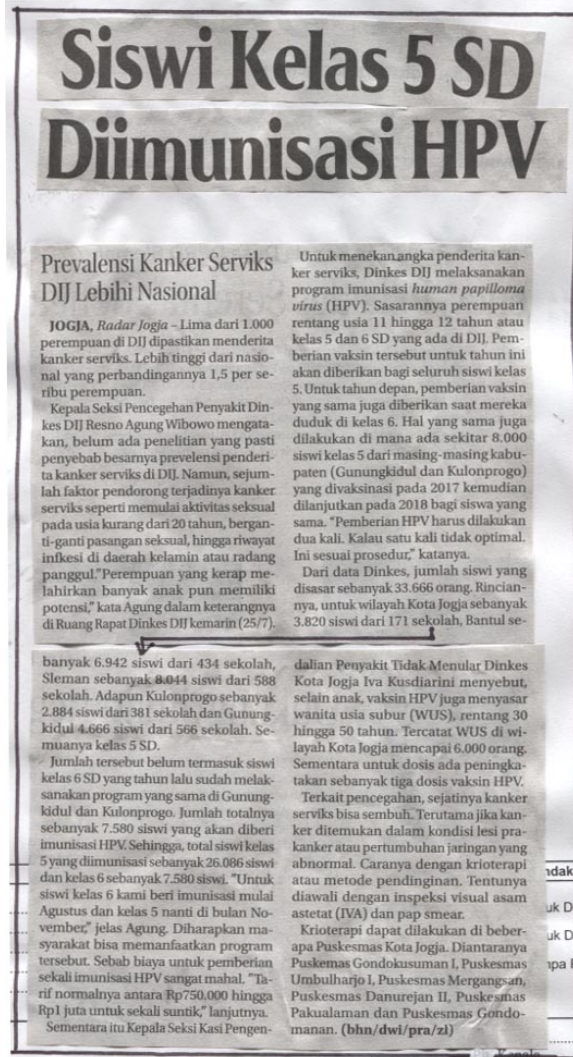 Siswi Kelas 5 SD
Diimunisasi HPV
Prevalensi Kanker Serviks
DIJ Lebihi Nasional
JOGJA, Radar Jogja – Lima dari 1.000
perempuan di DIJ dipastikan menderita
kanker serviks. Lebih tinggi dari nasio-
nal yang perbandingannya 1,5 per se-
ribu perempuan.
Kepala Seksi Pencegehan Penyakit Din-
kes DIJ Resno Agung Wibowo mengata-
kan, belum ada penelitian yang pasti
penyebab besarnya prevelensi penderi-
ta kanker serviks di DIJ. Namun, sejum-
lah faktor pendorong terjadinya kanker
serviks seperti memulai aktivitas seksual
pada usia kurang dari 20 tahun, bergan-
ti-ganti pasangan seksual, hingga riwayat
infkesi di daerah kelamin atau radang
panggul."Perempuan yang kerap me-
lahirkan banyak anak pun memiliki
potensi," kata Agung dalam keterangnya
di Ruang Rapat Dinkes DIJ kemarin (25/7).
Untuk menekan angka penderita kan-
ker serviks, Dinkes DIJ melaksanakan
program imunisasi human papilloma
virus (HPV). Sasarannya perempuan
rentang usia 11 hingga 12 tahun atau
kelas 5 dan 6 SD yang ada di DIJ. Pem-
berian vaksin tersebut untuk tahun ini
akan diberikan bagi seluruh siswi kelas
5. Untuk tahun depan, pemberian vaksin
yang sama juga diberikan saat mereka
duduk di kelas 6. Hal yang sama juga
dilakukan di mana ada sekitar 8.000
siswi kelas 5 dari masing-masing kabu-
paten (Gunungkidul dan Kulonprogo)
yang divaksinasi pada 2017 kemudian
dilanjutkan pada 2018 bagi siswa yang
sama. "Pemberian HPV harus dilakukan
dua kali. Kalau satu kali tidak optimal.
Ini sesuai prosedur," katanya.
Dari data Dinkes, jumlah siswi yang
disasar sebanyak 33.666 orang. Rincian-
nya, untuk wilayah Kota Jogja sebanyak
3.820 siswi dari 171 sekolah, Bantul se-
banyak 6.942 siswi dari 434 sekolah,
Sleman sebanyak 8.044 siswi dari 588
sekolah. Adapun Kulonprogo sebanyak
2.884 siswi dari 381 sekolah dan Gunung-
kidul 4.666 siswi dari 566 sekolah. Se-
muanya kelas 5 SD.
Jumlah tersebut belum termasuk siswi
kelas 6 SD yang tahun lalu sudah melak-
sanakan program yang sama di Gunung-
kidul dan Kulonprogo. Jumlah totalnya
sebanyak 7.580 siswi yang akan diberi
imunisasi HPV. Sehingga, total siswi kelas
5 yang diimunisasi sebanyak 26.086 siswi
dan kelas 6 sebanyak 7.580 siswi. "Untuk
siswi kelas 6 kami beri imunisasi mulai
Agustus dan kelas 5 nanti di bulan No-
vember," jelas Agung. Diharapkan ma-
syarakat bisa memanfaatkan program
tersebut. Sebab biaya untuk pemberian
sekali imunisasi HPV sangat mahal. "Ta-
rif normalnya antara Rp750.000 hingga
Rp1 juta untuk sekali suntik," lanjutnya.
Sementara itu Kepala Seksi Kasi Pengen-
dalian Penyakit Tidak Menular Dinkes
Kota Jogja Iva Kusdiarini menyebut,
selain anak, vaksin HPV juga menyasar
wanita usia subur (WUS), rentang 30
hingga 50 tahun. Tercatat WUS di wi-
layah Kota Jogja mencapai 6.000 orang.
Sementara untuk dosis ada peningka-
takan sebanyak tiga dosis vaksin HPV.
Terkait pencegahan, sejatinya kanker
serviks bisa sembuh. Terutama jika kan-
ker ditemukan dalam kondisi lesi pra-
kanker atau pertumbuhan jaringan yang
abnormal. Caranya dengan krioterapi
atau metode pendinginan. Tentunya
diawali dengan inspeksi visual asam
astetat (IVA) dan pap smear.
Krioterapi dapat dilakukan di beber-
apa Puskesmas Kota Jogja. Diantaranya
Puskemas Gondokusuman I, Puskesmas
Umbulharjo I, Puskesmas Mergangsan,
Puskesmas Danurejan II, Puskesmas
Pakualaman dan Puskesmas Gondo-
manan. (bhn/dwi/pra/zi)
ndak
uk D
uk D
npa